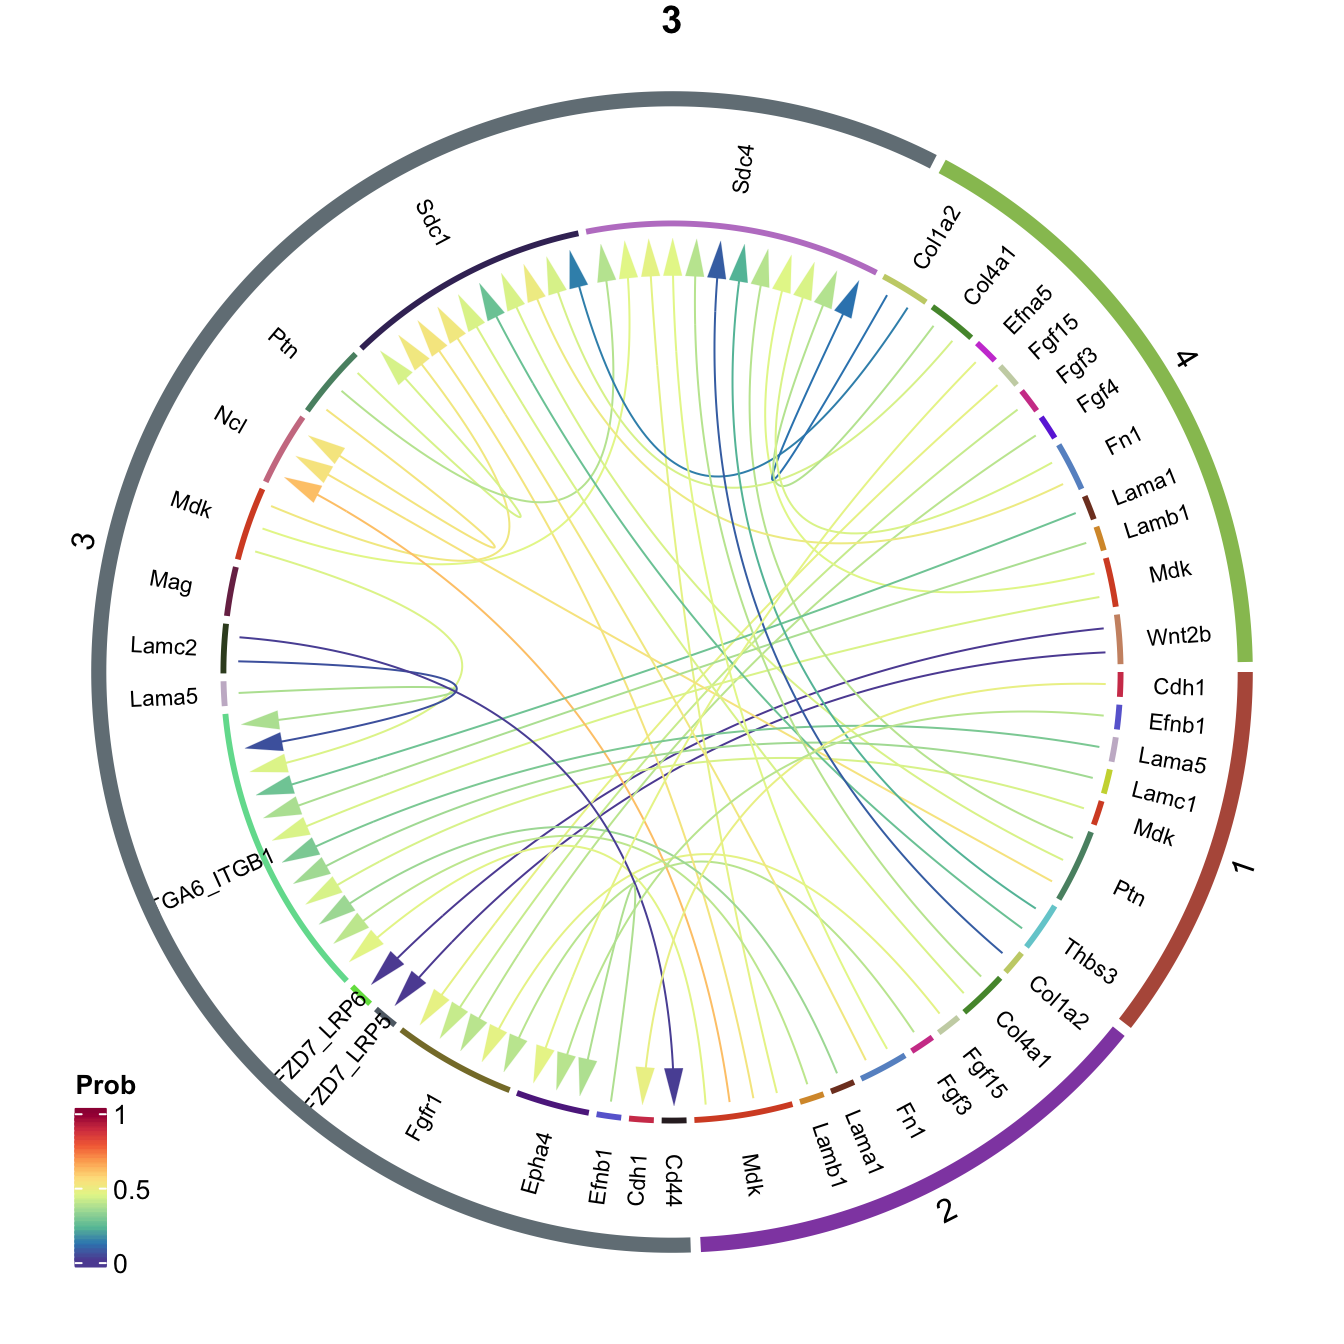 3
Sdc4
Col1a2
Col4a1
Efna5
Fgf15
Fgf3
Fgf4
Fn1
Lama1
Lamb1
Mdk
Wnt2b
4
Cdh1
Efnb1
Lama5
Lamc1
Mdk
Ptn
Thbs3
1
Col1a2
Col4a1
Fgf15
Fgf3
Fn1
Lama1
Lamb1
Mdk
2
Cd44
Cdh1
Efnb1
Epha4
Fgfr1
FZD7_LRP5
FZD7_LRP6
GA6_ITGB1
Lama5
Lamc2
Mag
Mdk
Ncl
Ptn
Sdc1
3
Prob
1
0.5
0